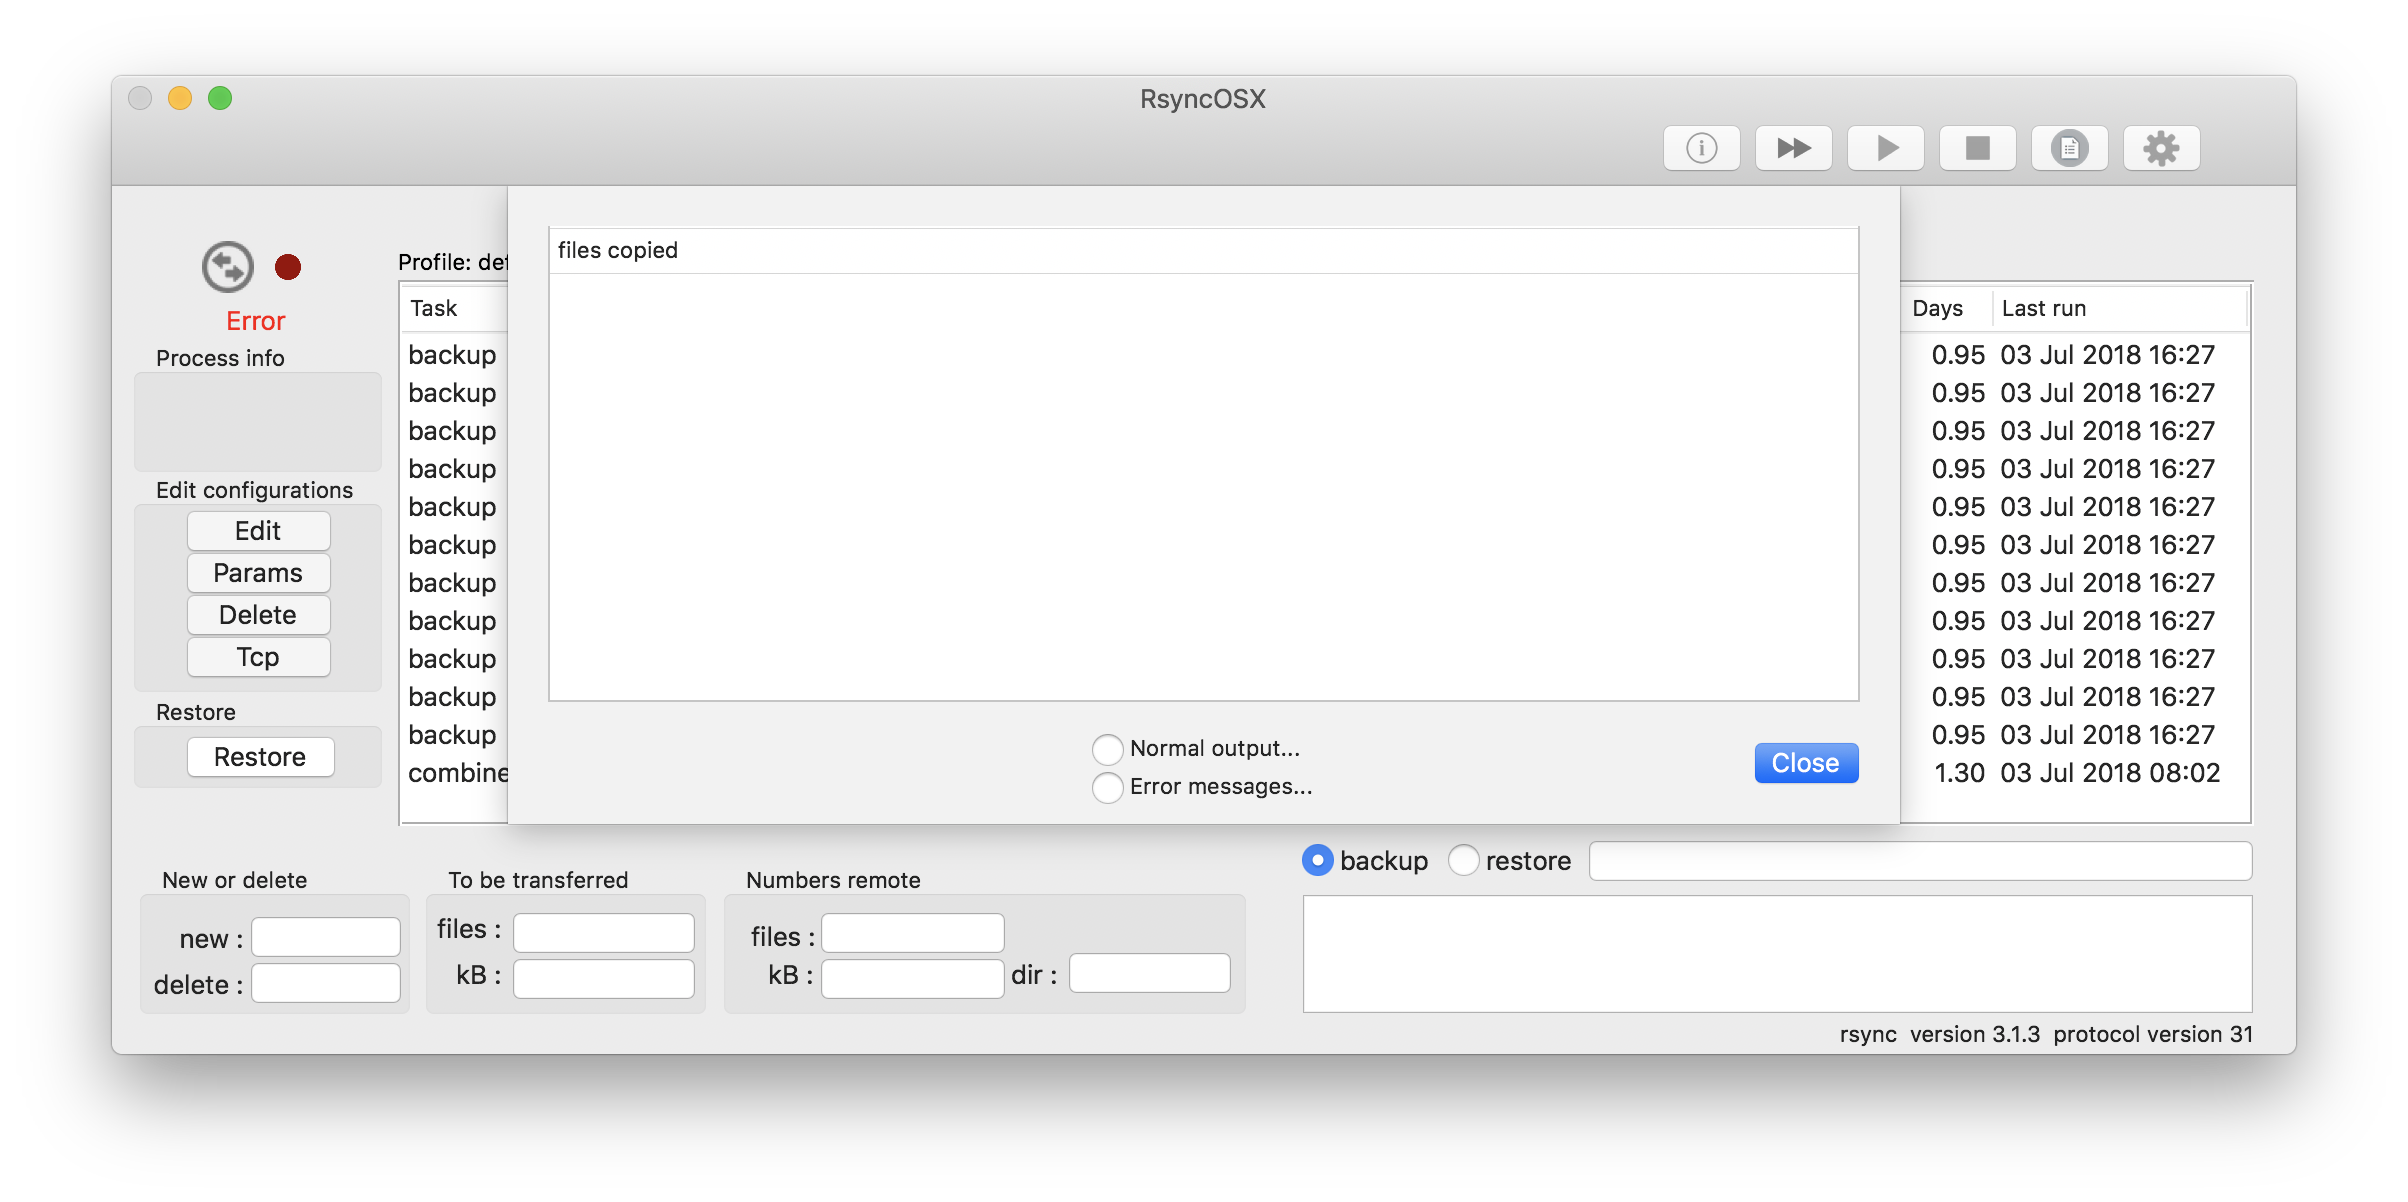 RsyncOSX
files copied
Profile: def
Error
Task
Days
Last run
Process info
backup
0.95 03 Jul 2018 16:27
backup
0.95 03 Jul 2018 16:27
backup
0.95 03 Jul 2018 16:27
backup
0.95 03 Jul 2018 16:27
Edit configurations
backup
0.95 03 Jul 2018 16:27
Edit
backup
0.95 03 Jul 2018 16:27
Params
backup
0.95 03 Jul 2018 16:27
Delete
backup
0.95 03 Jul 2018 16:27
Tcp
backup
0.95 03 Jul 2018 16:27
backup
0.95 03 Jul 2018 16:27
Restore
backup
0.95 03 Jul 2018 16:27
Restore
combine
1.30 03 Jul 2018 08:02
Normal output...
Error messages...
Close
backup
restore
New or delete
new :
delete :
To be transferred
files :
kB :
Numbers remote
files :
kB :
dir :
rsync version 3.1.3 protocol version 31